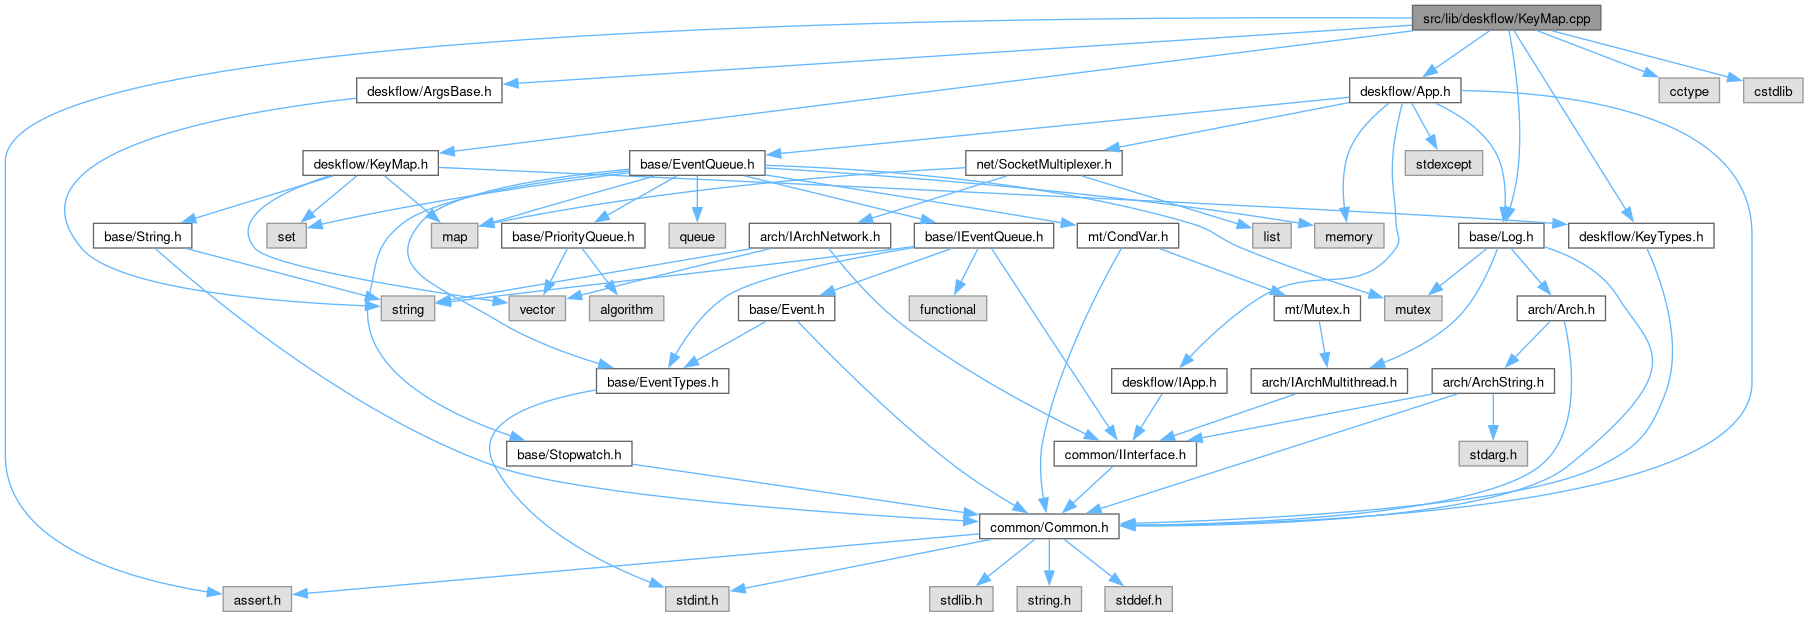 src/lib/deskflow/KeyMap.cpp
deskflow/ArgsBase.h
deskflow/App.h
cctype
cstdlib
deskflow/KeyMap.h
base/EventQueue.h
net/SocketMultiplexer.h
stdexcept
base/String.h
set
map
base/PriorityQueue.h
queue
arch/IArchNetwork.h
base/IEventQueue.h
mt/CondVar.h
list
memory
base/Log.h
deskflow/KeyTypes.h
string
vector
algorithm
base/Event.h
functional
mt/Mutex.h
mutex
arch/Arch.h
base/EventTypes.h
deskflow/IApp.h
arch/IArchMultithread.h
arch/ArchString.h
base/Stopwatch.h
common/IInterface.h
stdarg.h
common/Common.h
assert.h
stdint.h
stdlib.h
string.h
stddef.h